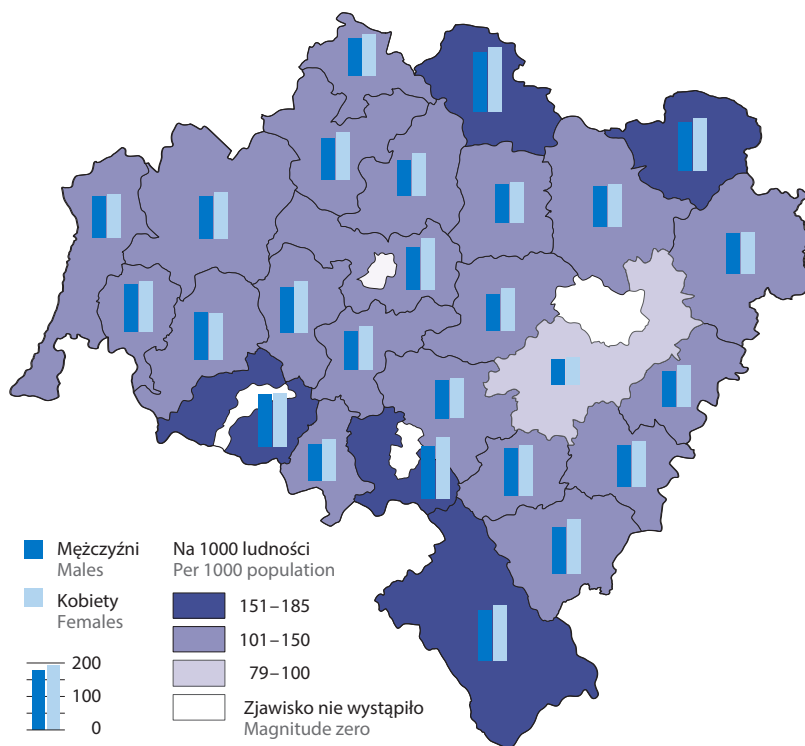 Mężczyźni
Males
Kobiety
Females
200
100
0
Na 1000 ludności
Per 1000 population
151–185
101–150
79–100
Zjawisko nie wystąpiło
Magnitude zero